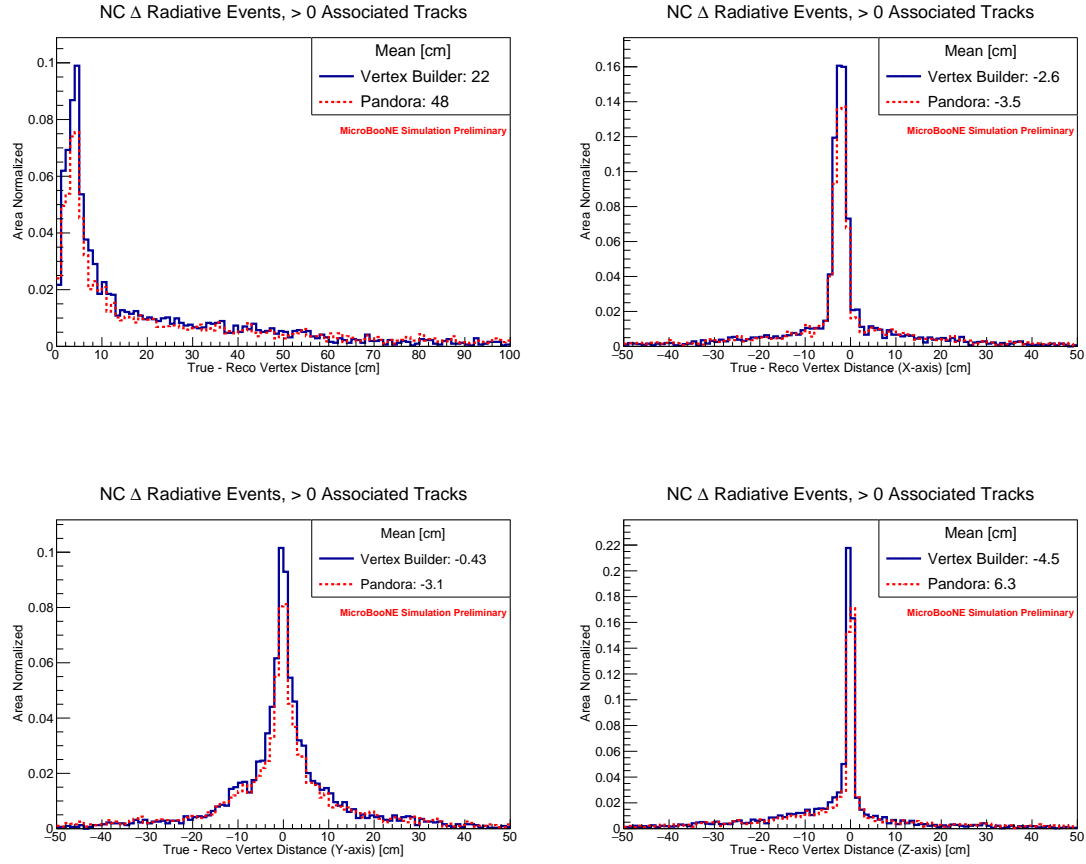 NC Δ Radiative Events, > 0 Associated Tracks
Area Normalized
0.1
0.08
0.06
0.04
0.02
0
Mean [cm]
Vertex Builder: 22
Pandora: 48
MicroBooNE Simulation Preliminary
0 10 20 30 40 50 60 70 80 90 100
True - Reco Vertex Distance [cm]
NC Δ Radiative Events, > 0 Associated Tracks
Area Normalized
0.16
0.14
0.12
0.1
0.08
0.06
0.04
0.02
0
Mean [cm]
Vertex Builder: -2.6
Pandora: -3.5
MicroBooNE Simulation Preliminary
−50 −40 −30 −20 −10 0 10 20 30 40 50
True - Reco Vertex Distance (X-axis) [cm]
NC Δ Radiative Events, > 0 Associated Tracks
Area Normalized
0.1
0.08
0.06
0.04
0.02
0
Mean [cm]
Vertex Builder: -0.43
Pandora: -3.1
MicroBooNE Simulation Preliminary
−50 −40 −30 −20 −10 0 10 20 30 40 50
True - Reco Vertex Distance (Y-axis) [cm]
NC Δ Radiative Events, > 0 Associated Tracks
Area Normalized
0.22
0.2
0.18
0.16
0.14
0.12
0.1
0.08
0.06
0.04
0.02
0
Mean [cm]
Vertex Builder: -4.5
Pandora: 6.3
MicroBooNE Simulation Preliminary
−50 −40 −30 −20 −10 0 10 20 30 40 50
True - Reco Vertex Distance (Z-axis) [cm]